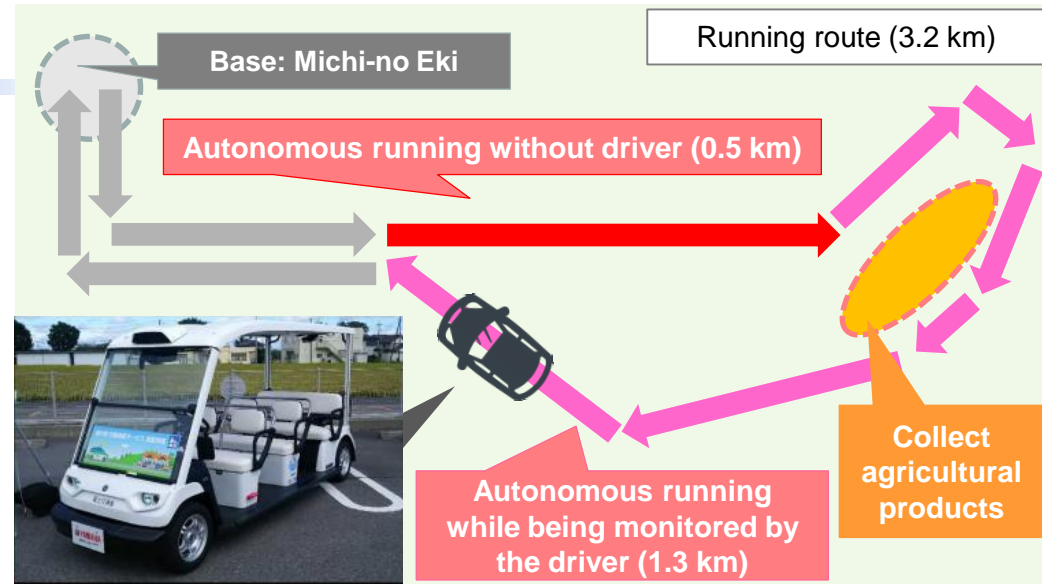 Running route (3.2 km)
Base: Michi-no Eki
Autonomous running without driver (0.5 km)
Autonomous running
while being monitored by
the driver (1.3 km)
Collect
agricultural
products